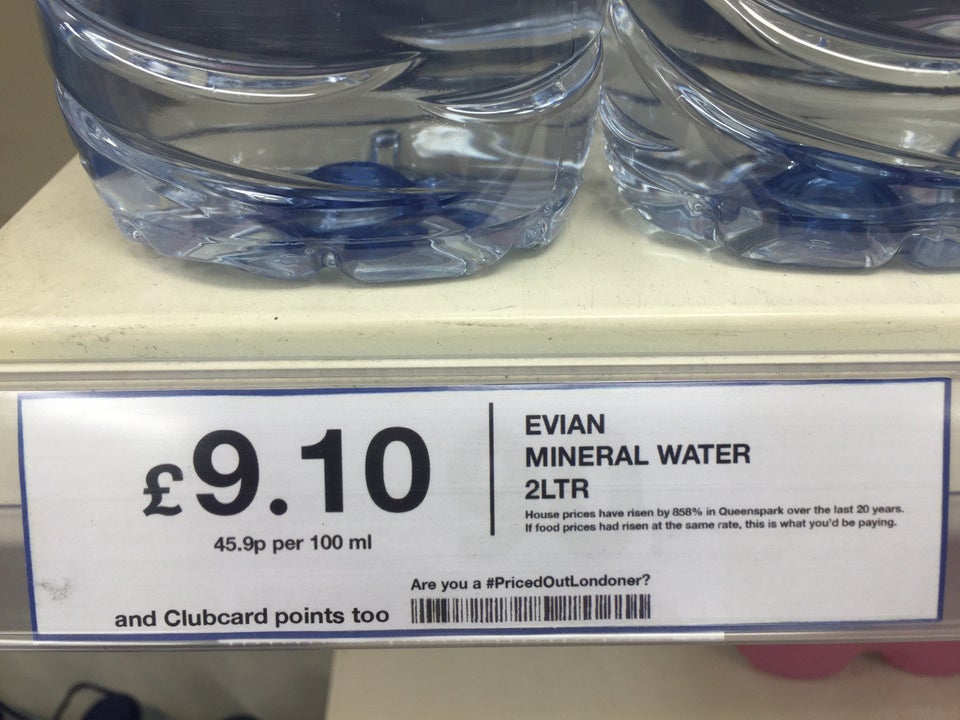 £9.10
45.9p per 100 ml
EVIAN
MINERAL WATER
2LTR
House prices have risen by 858% in Queenspark over the last 20 years.
If food prices had risen at the same rate, this is what you'd be paying.
Are you a #PricedOutLondoner?
and Clubcard points too